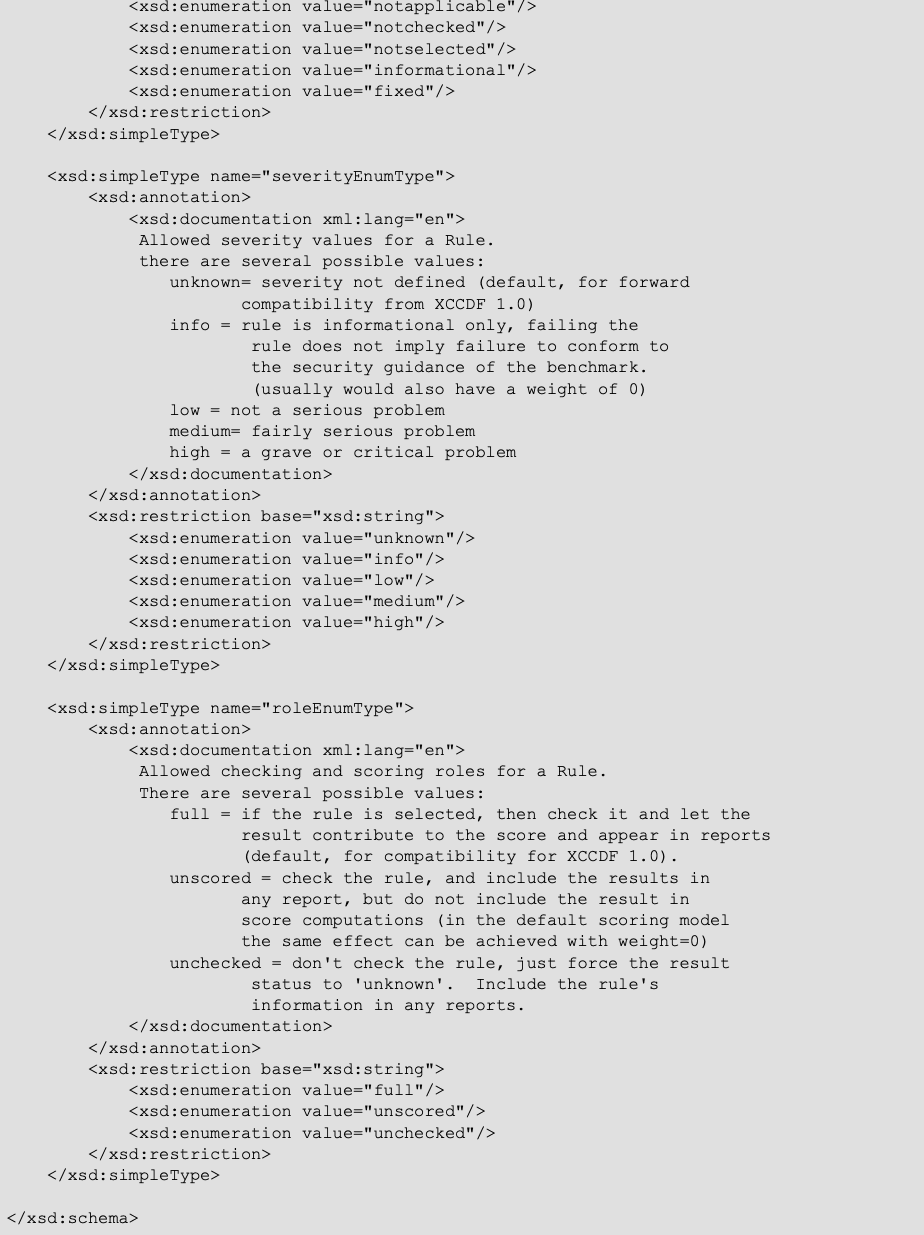 <xsd:enumeration value="notapplicable"/>
            <xsd:enumeration value="notchecked"/>
            <xsd:enumeration value="notselected"/>
            <xsd:enumeration value="informational"/>
            <xsd:enumeration value="fixed"/>
        </xsd:restriction>
    </xsd:simpleType>

    <xsd:simpleType name="severityEnumType">
        <xsd:annotation>
            <xsd:documentation xml:lang="en">
             Allowed severity values for a Rule.
             there are several possible values:
                unknown= severity not defined (default, for forward
                       compatibility from XCCDF 1.0)
                info = rule is informational only, failing the
                        rule does not imply failure to conform to
                        the security guidance of the benchmark.
                        (usually would also have a weight of 0)
                low = not a serious problem
                medium= fairly serious problem
                high = a grave or critical problem
            </xsd:documentation>
        </xsd:annotation>
        <xsd:restriction base="xsd:string">
            <xsd:enumeration value="unknown"/>
            <xsd:enumeration value="info"/>
            <xsd:enumeration value="low"/>
            <xsd:enumeration value="medium"/>
            <xsd:enumeration value="high"/>
        </xsd:restriction>
    </xsd:simpleType>

    <xsd:simpleType name="roleEnumType">
        <xsd:annotation>
            <xsd:documentation xml:lang="en">
             Allowed checking and scoring roles for a Rule.
             There are several possible values:
                full = if the rule is selected, then check it and let the
                       result contribute to the score and appear in reports
                       (default, for compatibility for XCCDF 1.0).
                unscored = check the rule, and include the results in
                       any report, but do not include the result in
                       score computations (in the default scoring model
                       the same effect can be achieved with weight=0)
                unchecked = don't check the rule, just force the result
                        status to 'unknown'.  Include the rule's
                        information in any reports.
            </xsd:documentation>
        </xsd:annotation>
        <xsd:restriction base="xsd:string">
            <xsd:enumeration value="full"/>
            <xsd:enumeration value="unscored"/>
            <xsd:enumeration value="unchecked"/>
        </xsd:restriction>
    </xsd:simpleType>

</xsd:schema>